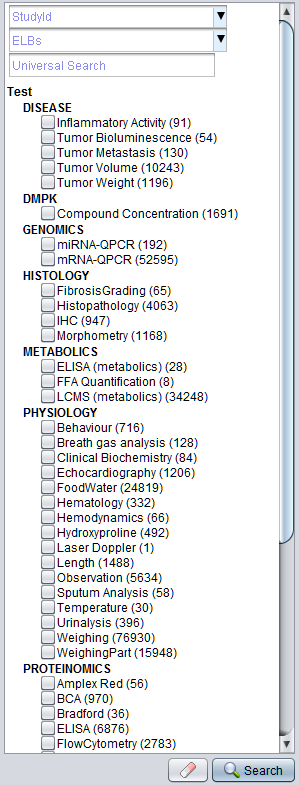 StudyId
ELBs
Universal Search
Test
DISEASE
Inflammatory Activity (91)
Tumor Bioluminescence (54)
Tumor Metastasis (130)
Tumor Volume (10243)
Tumor Weight (1196)
DMPK
Compound Concentration (1691)
GENOMICS
miRNA-QPCR (192)
mRNA-QPCR (52595)
HISTOLOGY
FibrosisGrading (65)
Histopathology (4063)
IHC (947)
Morphometry (1168)
METABOLICS
ELISA (metabolics) (28)
FFA Quantification (8)
LCMS (metabolics) (34248)
PHYSIOLOGY
Behaviour (716)
Breath gas analysis (128)
Clinical Biochemistry (84)
Echocardiography (1206)
FoodWater (24819)
Hematology (332)
Hemodynamics (66)
Hydroxyproline (492)
Laser Doppler (1)
Length (1488)
Observation (5634)
Sputum Analysis (58)
Temperature (30)
Urinalysis (396)
Weighing (76930)
WeighingPart (15948)
PROTEINOMICS
Amplex Red (56)
BCA (970)
Bradford (36)
ELISA (6876)
FlowCytometry (2783)
Search